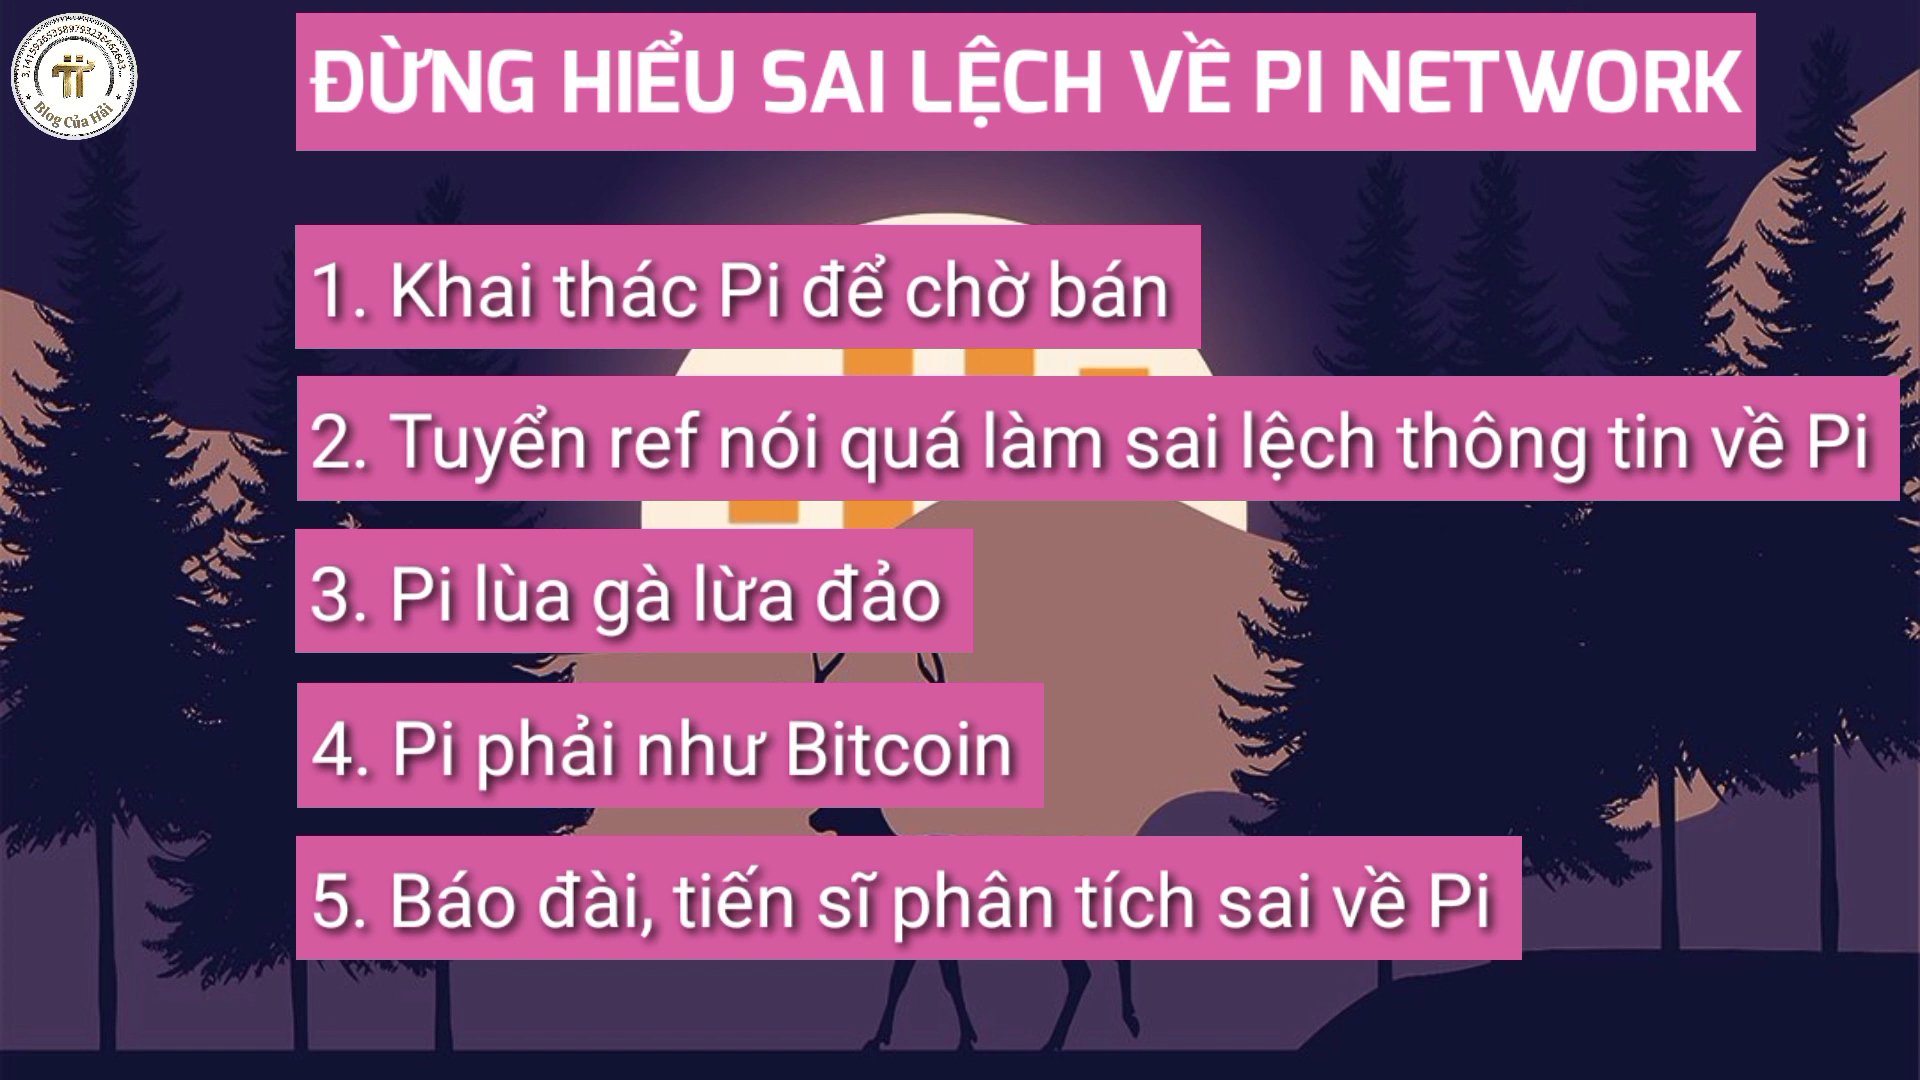 3.14159265358979323846262643...
Blog Của Hải
ĐỪNG HIỂU SAI LỆCH VỀ PI NETWORK
1. Khai thác Pi để chờ bán
2. Tuyển ref nói quá làm sai lệch thông tin về Pi
3. Pi lùa gà lừa đảo
4. Pi phải như Bitcoin
5. Báo đài, tiến sĩ phân tích sai về Pi